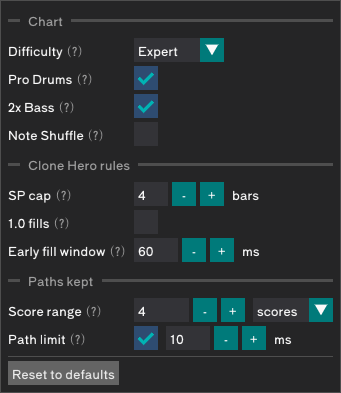 Chart
Difficulty (?) Expert
Pro Drums (?)
2x Bass (?)
Note Shuffle (?)
Clone Hero rules
SP cap (?) 4 - + bars
1.0 fills (?)
Early fill window (?) 60 - + ms
Paths kept
Score range (?) 4 - + scores
Path limit (?) 10 - + ms
Reset to defaults